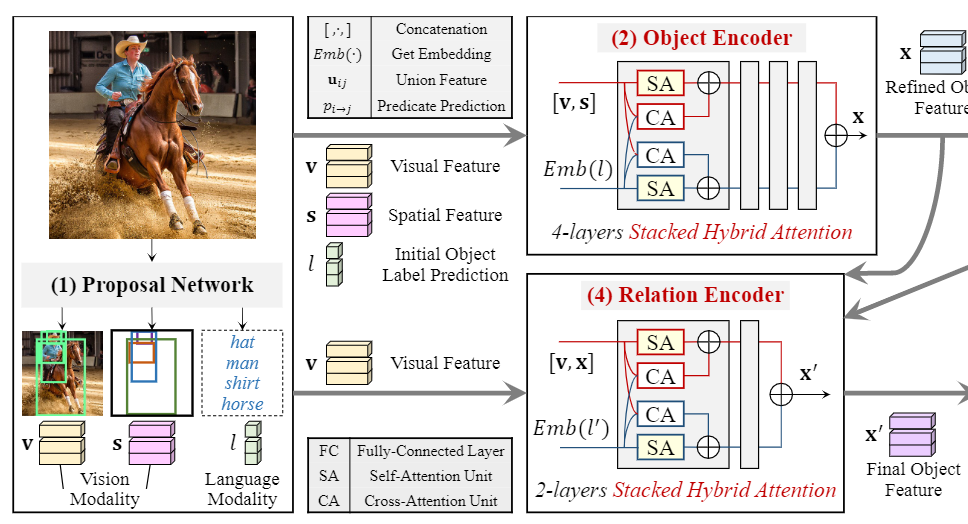 (1) Proposal Network
hat
man
shirt
horse
v
s
l
Vision
Modality
Language
Modality
[ ,·, ] Concatenation
Emb(·) Get Embedding
u_ij Union Feature
p_i→j Predicate Prediction
v Visual Feature
s Spatial Feature
l Initial Object
Label Prediction
v Visual Feature
FC Fully-Connected Layer
SA Self-Attention Unit
CA Cross-Attention Unit
(2) Object Encoder
[v, s]
SA
CA
Emb(l)
CA
SA
x
4-layers Stacked Hybrid Attention
x
Refined Ob
Feature
(4) Relation Encoder
[v, x]
SA
CA
Emb(l′)
CA
SA
x′
2-layers Stacked Hybrid Attention
x′
Final Object
Feature